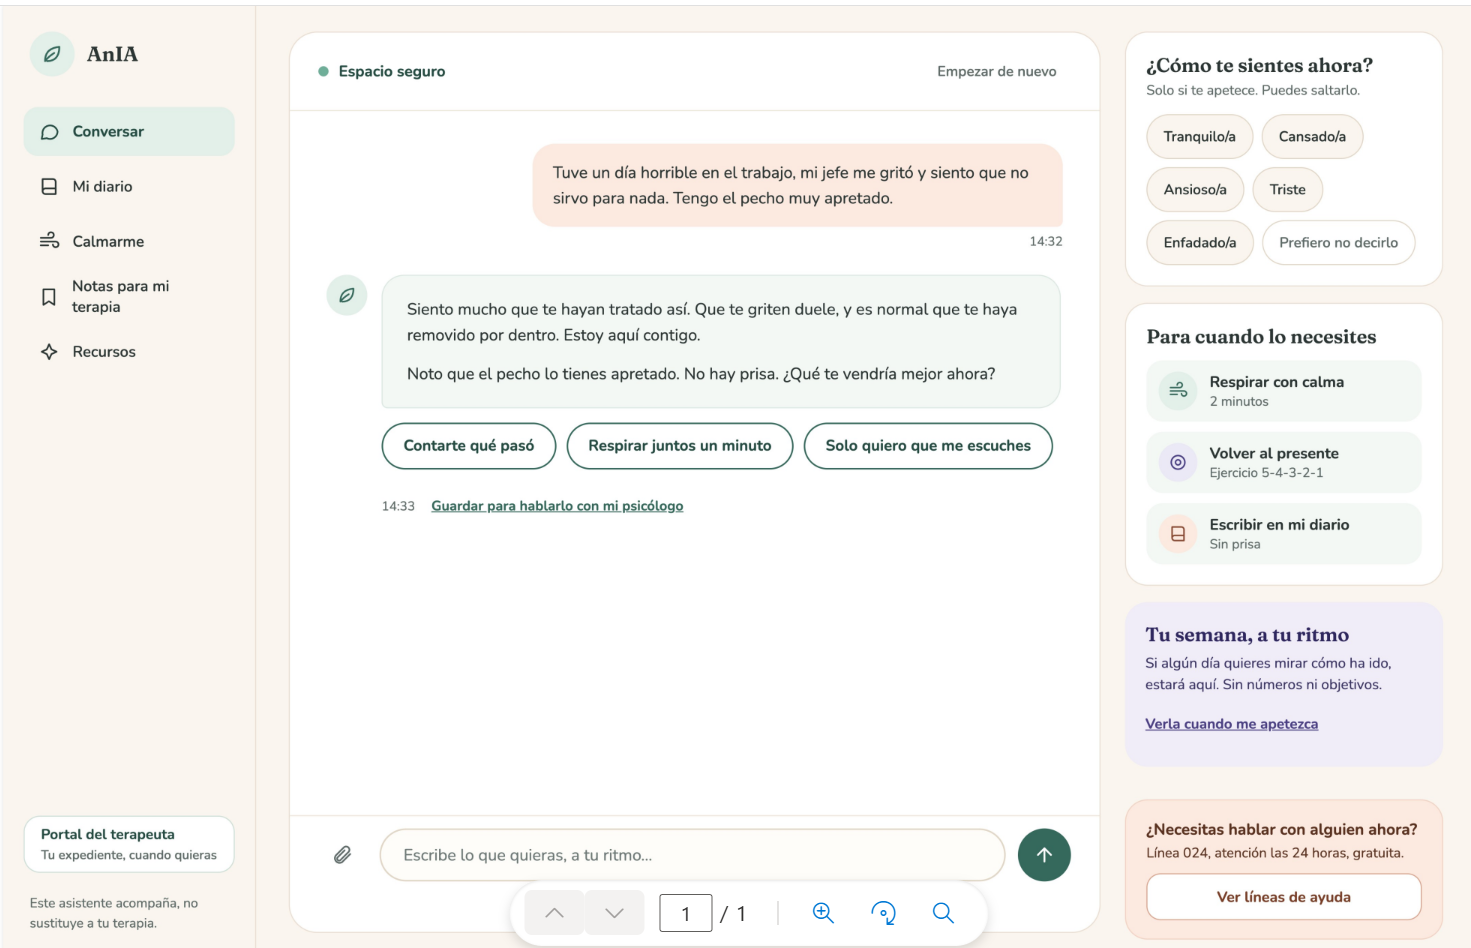 AnIA
Conversar
Mi diario
Calmarme
Notas para mi
terapia
Recursos
Portal del terapeuta
Tu expediente, cuando quieras
Este asistente acompaña, no
sustituye a tu terapia.
Espacio seguro
Empezar de nuevo
Tuve un día horrible en el trabajo, mi jefe me gritó y siento que no
sirvo para nada. Tengo el pecho muy apretado.
14:32
Siento mucho que te hayan tratado así. Que te griten duele, y es normal que te haya
removido por dentro. Estoy aquí contigo.
Noto que el pecho lo tienes apretado. No hay prisa. ¿Qué te vendría mejor ahora?
Contarte qué pasó
Respirar juntos un minuto
Solo quiero que me escuches
14:33 Guardar para hablarlo con mi psicólogo
Escribe lo que quieras, a tu ritmo...
1 / 1
¿Cómo te sientes ahora?
Solo si te apetece. Puedes saltarlo.
Tranquilo/a
Cansado/a
Ansioso/a
Triste
Enfadado/a
Prefiero no decirlo
Para cuando lo necesites
Respirar con calma
2 minutos
Volver al presente
Ejercicio 5-4-3-2-1
Escribir en mi diario
Sin prisa
Tu semana, a tu ritmo
Si algún día quieres mirar cómo ha ido,
estará aquí. Sin números ni objetivos.
Verla cuando me apetezca
¿Necesitas hablar con alguien ahora?
Línea 024, atención las 24 horas, gratuita.
Ver líneas de ayuda